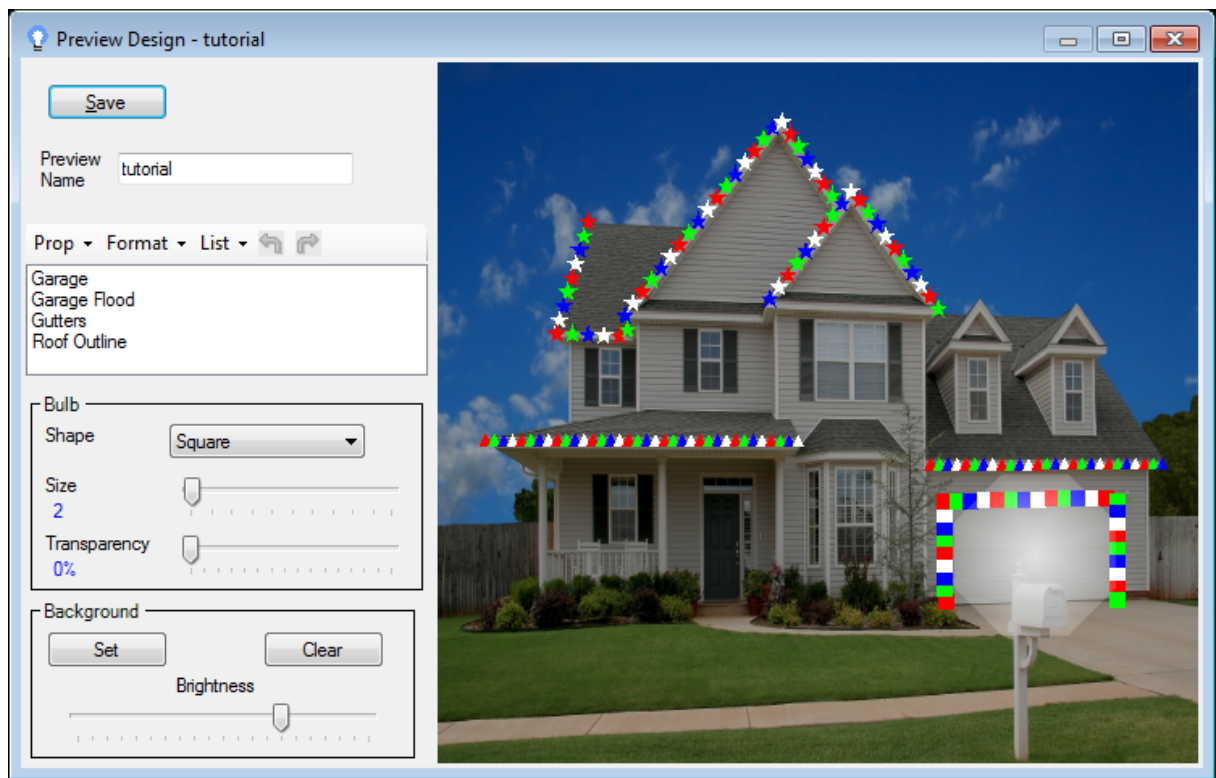 Preview Design - tutorial
Save
Preview
Name
tutorial
Prop Format List
Garage
Garage Flood
Gutters
Roof Outline
Bulb
Shape
Square
Size
2
Transparency
0%
Background
Set Clear
Brightness